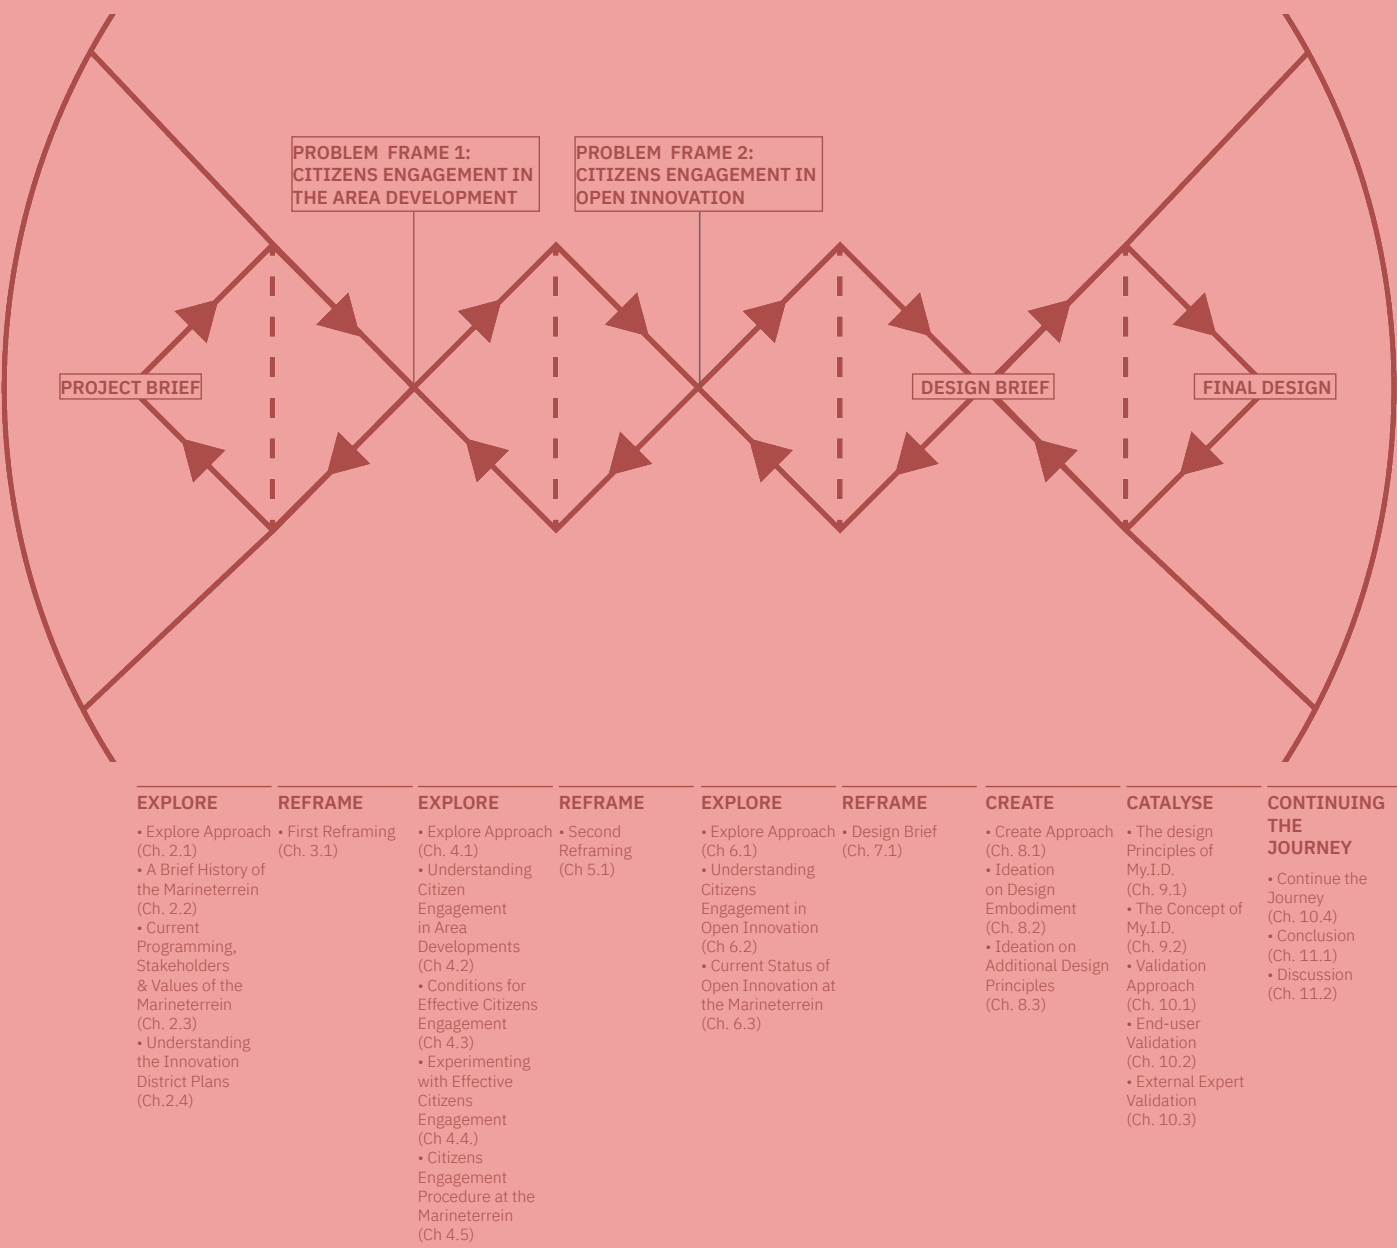 PROBLEM  FRAME 1:
CITIZENS ENGAGEMENT IN
THE AREA DEVELOPMENT
PROBLEM  FRAME 2:
CITIZENS ENGAGEMENT IN
OPEN INNOVATION
PROJECT BRIEF
DESIGN BRIEF
FINAL DESIGN
EXPLORE
• Explore Approach
(Ch. 2.1)
• A Brief History of
the Marineterrein
(Ch. 2.2)
• Current
Programming,
Stakeholders
& Values of the
Marineterrein
(Ch. 2.3)
• Understanding
the Innovation
District Plans
(Ch.2.4)
REFRAME
• First Reframing
(Ch. 3.1)
EXPLORE
• Explore Approach
(Ch. 4.1)
• Understanding
Citizen
Engagement
in Area
Developments
(Ch 4.2)
• Conditions for
Effective Citizens
Engagement
(Ch 4.3)
• Experimenting
with Effective
Citizens
Engagement
(Ch 4.4.)
• Citizens
Engagement
Procedure at the
Marineterrein
(Ch 4.5)
REFRAME
• Second
Reframing
(Ch 5.1)
EXPLORE
• Explore Approach
(Ch 6.1)
• Understanding
Citizens
Engagement in
Open Innovation
(Ch 6.2)
• Current Status of
Open Innovation at
the Marineterrein
(Ch. 6.3)
REFRAME
• Design Brief
(Ch. 7.1)
CREATE
• Create Approach
(Ch. 8.1)
• Ideation
on Design
Embodiment
(Ch. 8.2)
• Ideation on
Additional Design
Principles
(Ch. 8.3)
CATALYSE
• The design
Principles of
My.I.D.
(Ch. 9.1)
• The Concept of
My.I.D.
(Ch. 9.2)
• Validation
Approach
(Ch. 10.1)
• End-user
Validation
(Ch. 10.2)
• External Expert
Validation
(Ch. 10.3)
CONTINUING
THE
JOURNEY
• Continue the
Journey
(Ch. 10.4)
• Conclusion
(Ch. 11.1)
• Discussion
(Ch. 11.2)